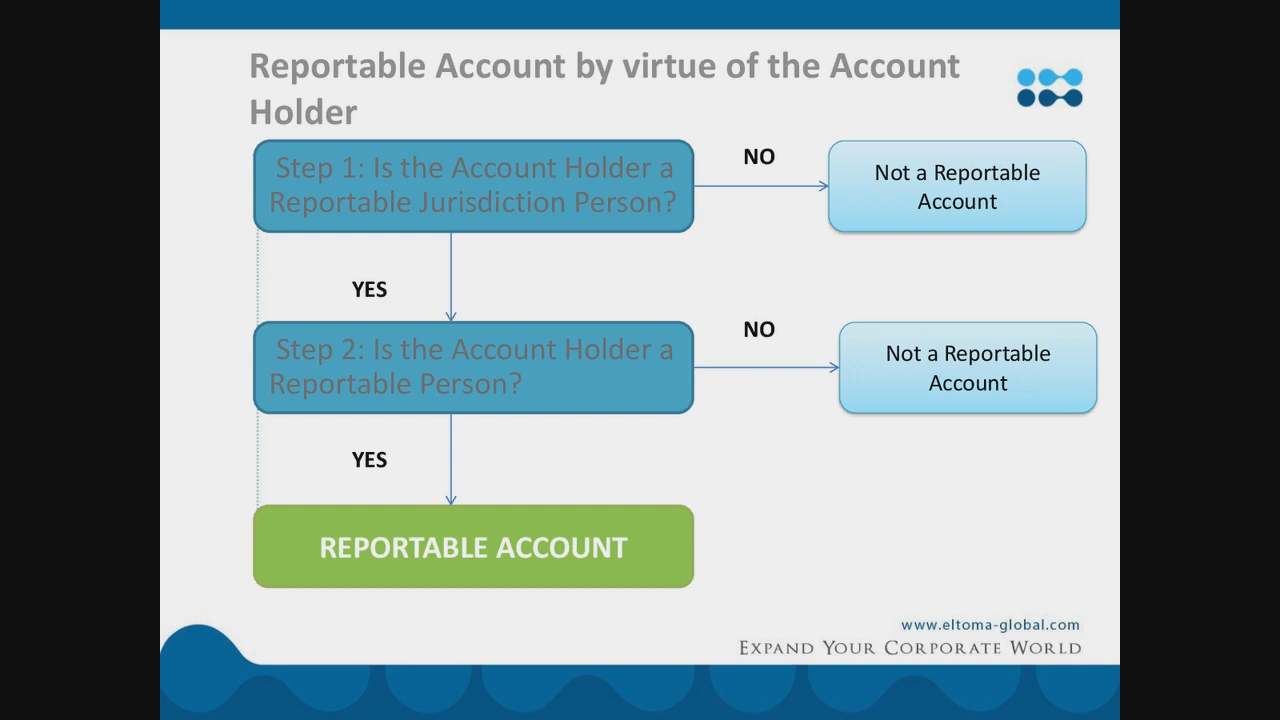 Reportable Account by virtue of the Account
Holder
Step 1: Is the Account Holder a
Reportable Jurisdiction Person?
NO
Not a Reportable
Account
YES
Step 2: Is the Account Holder a
Reportable Person?
NO
Not a Reportable
Account
YES
REPORTABLE ACCOUNT
www.eltoma-global.com
Expand Your Corporate World